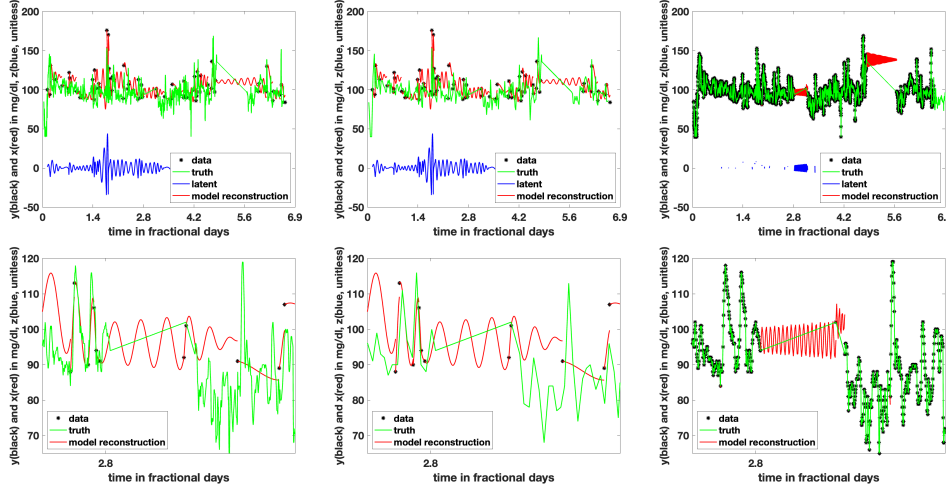 y(black) and x(red) in mg/dl, z(blue, unitless)
200
150
100
50
0
-50
data
truth
latent
model reconstruction
0 1.4 2.8 4.2 5.6 6.9
time in fractional days
y(black) and x(red) in mg/dl, z(blue, unitless)
200
150
100
50
0
-50
data
truth
latent
model reconstruction
0 1.4 2.8 4.2 5.6 6.9
time in fractional days
y(black) and x(red) in mg/dl, z(blue, unitless)
200
150
100
50
0
-50
data
truth
latent
model reconstruction
0 1.4 2.8 4.2 5.6 6.
time in fractional days
y(black) and x(red) in mg/dl, z(blue, unitless)
120
110
100
90
80
70
data
truth
model reconstruction
2.8
time in fractional days
y(black) and x(red) in mg/dl, z(blue, unitless)
120
110
100
90
80
70
data
truth
model reconstruction
2.8
time in fractional days
y(black) and x(red) in mg/dl, z(blue, unitless)
120
110
100
90
80
70
data
truth
model reconstruction
2.8
time in fractional days